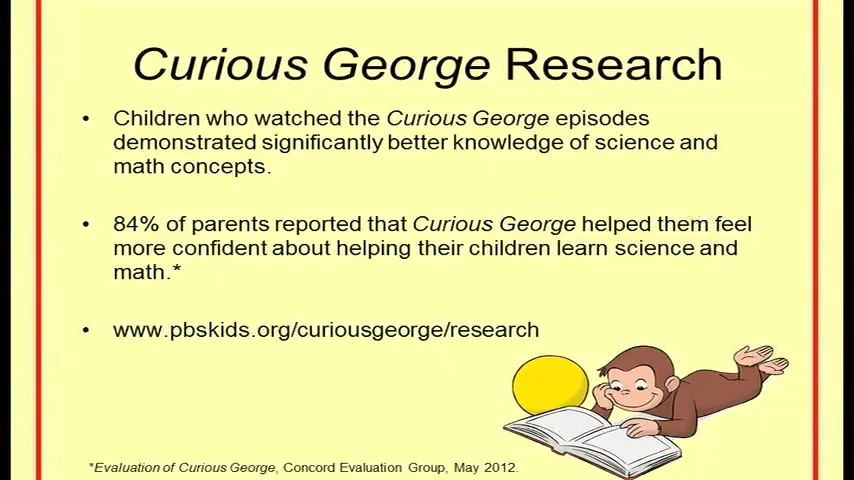 Curious George Research
• Children who watched the Curious George episodes
demonstrated significantly better knowledge of science and
math concepts.
• 84% of parents reported that Curious George helped them feel
more confident about helping their children learn science and
math.*
• www.pbskids.org/curiousgeorge/research
*Evaluation of Curious George, Concord Evaluation Group, May 2012.